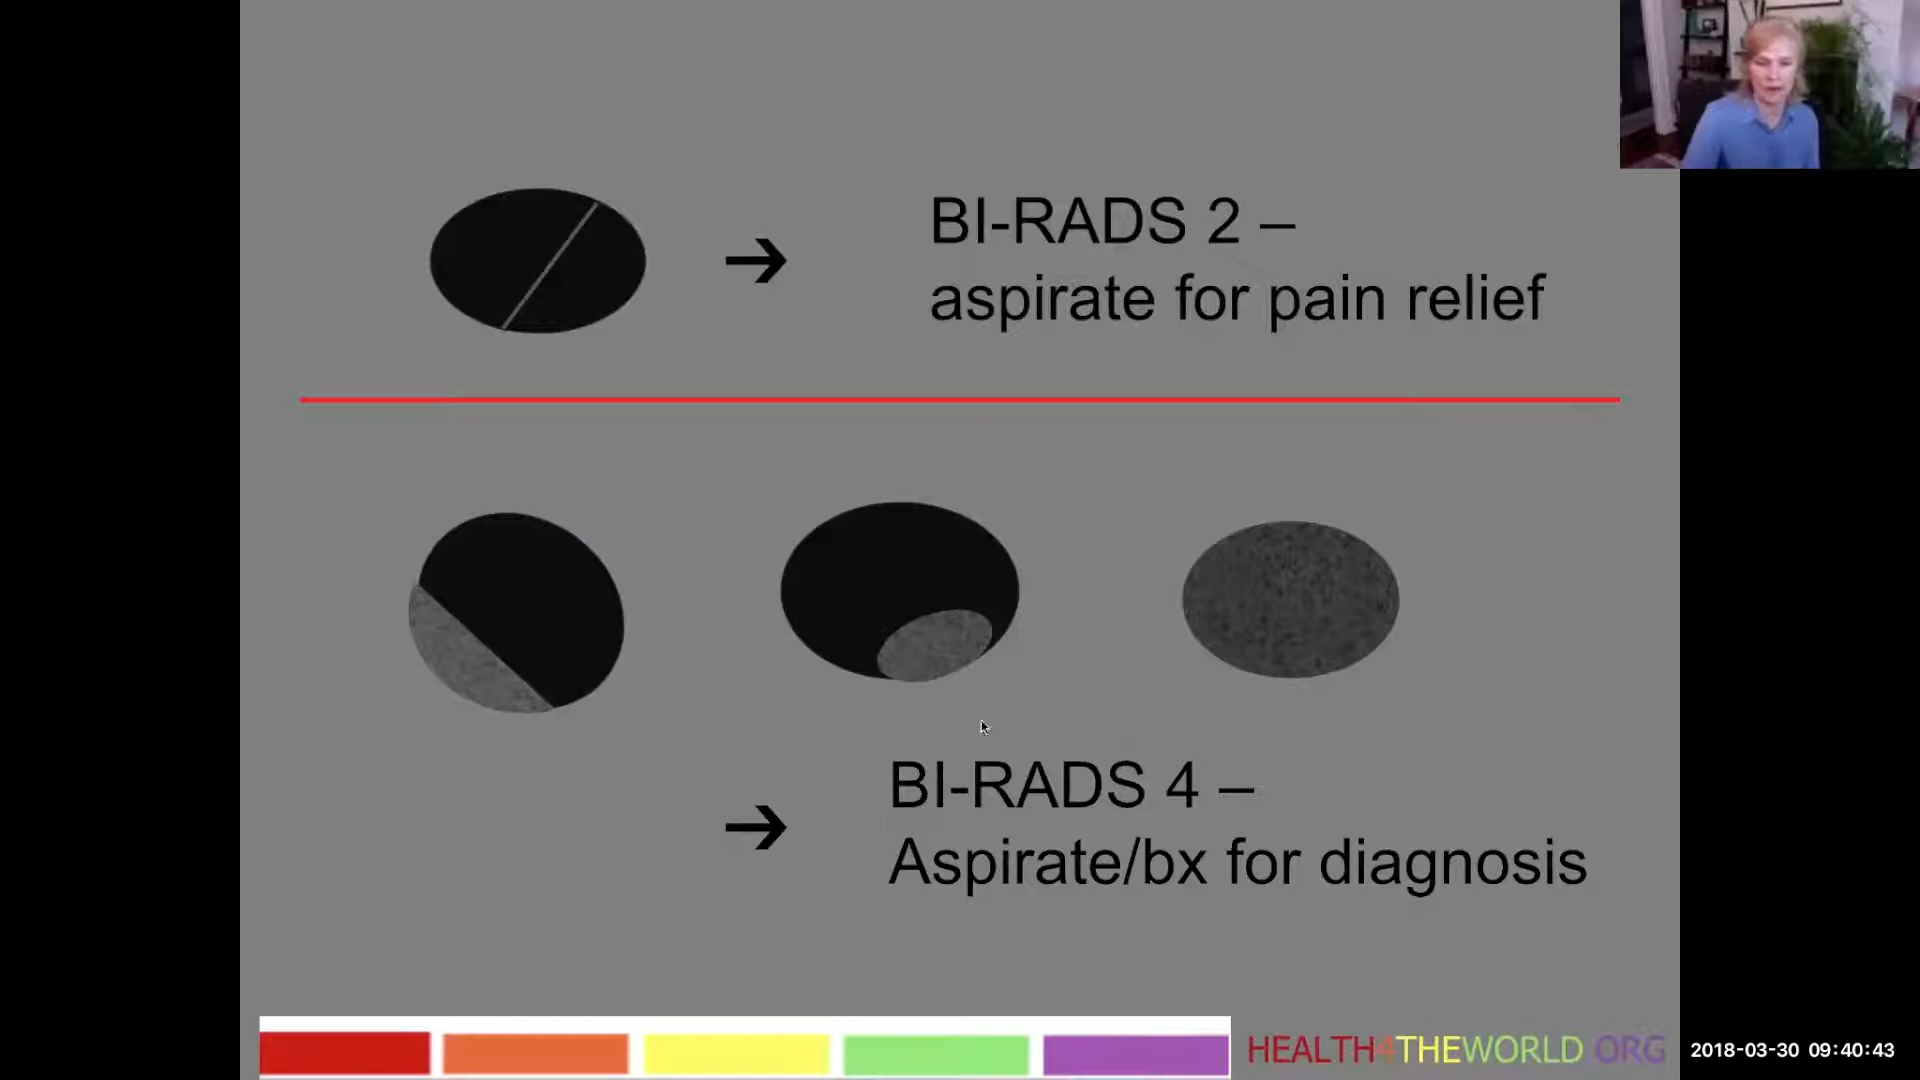 BI-RADS 2 –
aspirate for pain relief
BI-RADS 4 –
Aspirate/bx for diagnosis
HEALTH4THEWORLD ORG
2018-03-30 09:40:43